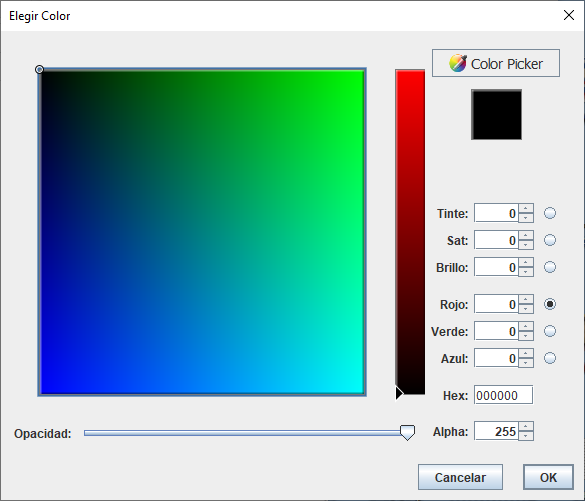 Elegir Color
Color Picker
Tinte: 0
Sat: 0
Brillo: 0
Rojo: 0
Verde: 0
Azul: 0
Hex: 000000
Opacidad:
Alpha: 255
Cancelar
OK